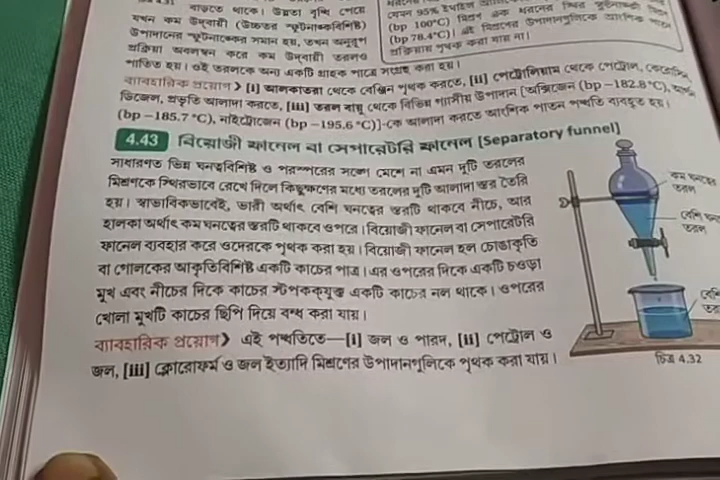 বাড়তে থাকে। উষ্ণতা বৃদ্ধি পেয়ে
যখন কম উদ্‌বায়ী (উচ্চতর স্ফুটনাঙ্কবিশিষ্ট)
উপাদানের স্ফুটনাঙ্কের সমান হয়, তখন অনুরূপ
প্রক্রিয়া অবলম্বন করে কম উদ্‌বায়ী তরলও
পাতিত হয়। ওই তরলকে অন্য একটি গ্রাহক পাত্রে সংগ্রহ করা হয়।
যেমন 95% ইথাইল
(bp 100°C) মিশ্রণ এক ধরনের স্থির
(bp 78.4°C)। এই মিশ্রণের উপাদানগুলিকে আংশিক পাতন
প্রক্রিয়ায় পৃথক করা যায় না।
ব্যাবহারিক প্রয়োগ> [i] আলকাতরা থেকে বেঞ্জিন পৃথক করতে, [ii] পেট্রোলিয়াম থেকে পেট্রোল, কেরোসিন,
ডিজেল, প্রভৃতি আলাদা করতে, [iii] তরল বায়ু থেকে বিভিন্ন গ্যাসীয় উপাদান [অক্সিজেন (bp –182.8°C),
(bp –185.7°C), নাইট্রোজেন (bp –195.6°C)]-কে আলাদা করতে আংশিক পাতন পদ্ধতি ব্যবহৃত হয়।
4.43 বিয়োজী ফানেল বা সেপারেটরি ফানেল [Separatory funnel]
সাধারণত ভিন্ন ঘনত্ববিশিষ্ট ও পরস্পরের সঙ্গে মেশে না এমন দুটি তরলের
মিশ্রণকে স্থিরভাবে রেখে দিলে কিছুক্ষণের মধ্যে তরলের দুটি আলাদা স্তর তৈরি
হয়। স্বাভাবিকভাবেই, ভারী অর্থাৎ বেশি ঘনত্বের স্তরটি থাকবে নীচে, আর
হালকা অর্থাৎ কম ঘনত্বের স্তরটি থাকবে ওপরে। বিয়োজী ফানেল বা সেপারেটরি
ফানেল ব্যবহার করে ওদেরকে পৃথক করা হয়। বিয়োজী ফানেল হল চোঙাকৃতি
বা গোলকের আকৃতিবিশিষ্ট একটি কাচের পাত্র। এর ওপরের দিকে একটি চওড়া
মুখ এবং নীচের দিকে কাচের স্টপককযুক্ত একটি কাচের নল থাকে। ওপরের
খোলা মুখটি কাচের ছিপি দিয়ে বন্ধ করা যায়।
ব্যাবহারিক প্রয়োগ> এই পদ্ধতিতে—[i] জল ও পারদ, [ii] পেট্রোল ও
জল, [iii] ক্লোরোফর্ম ও জল ইত্যাদি মিশ্রণের উপাদানগুলিকে পৃথক করা যায়।
কম ঘনত্বের
তরল
বেশি
তরল
চিত্র 4.32